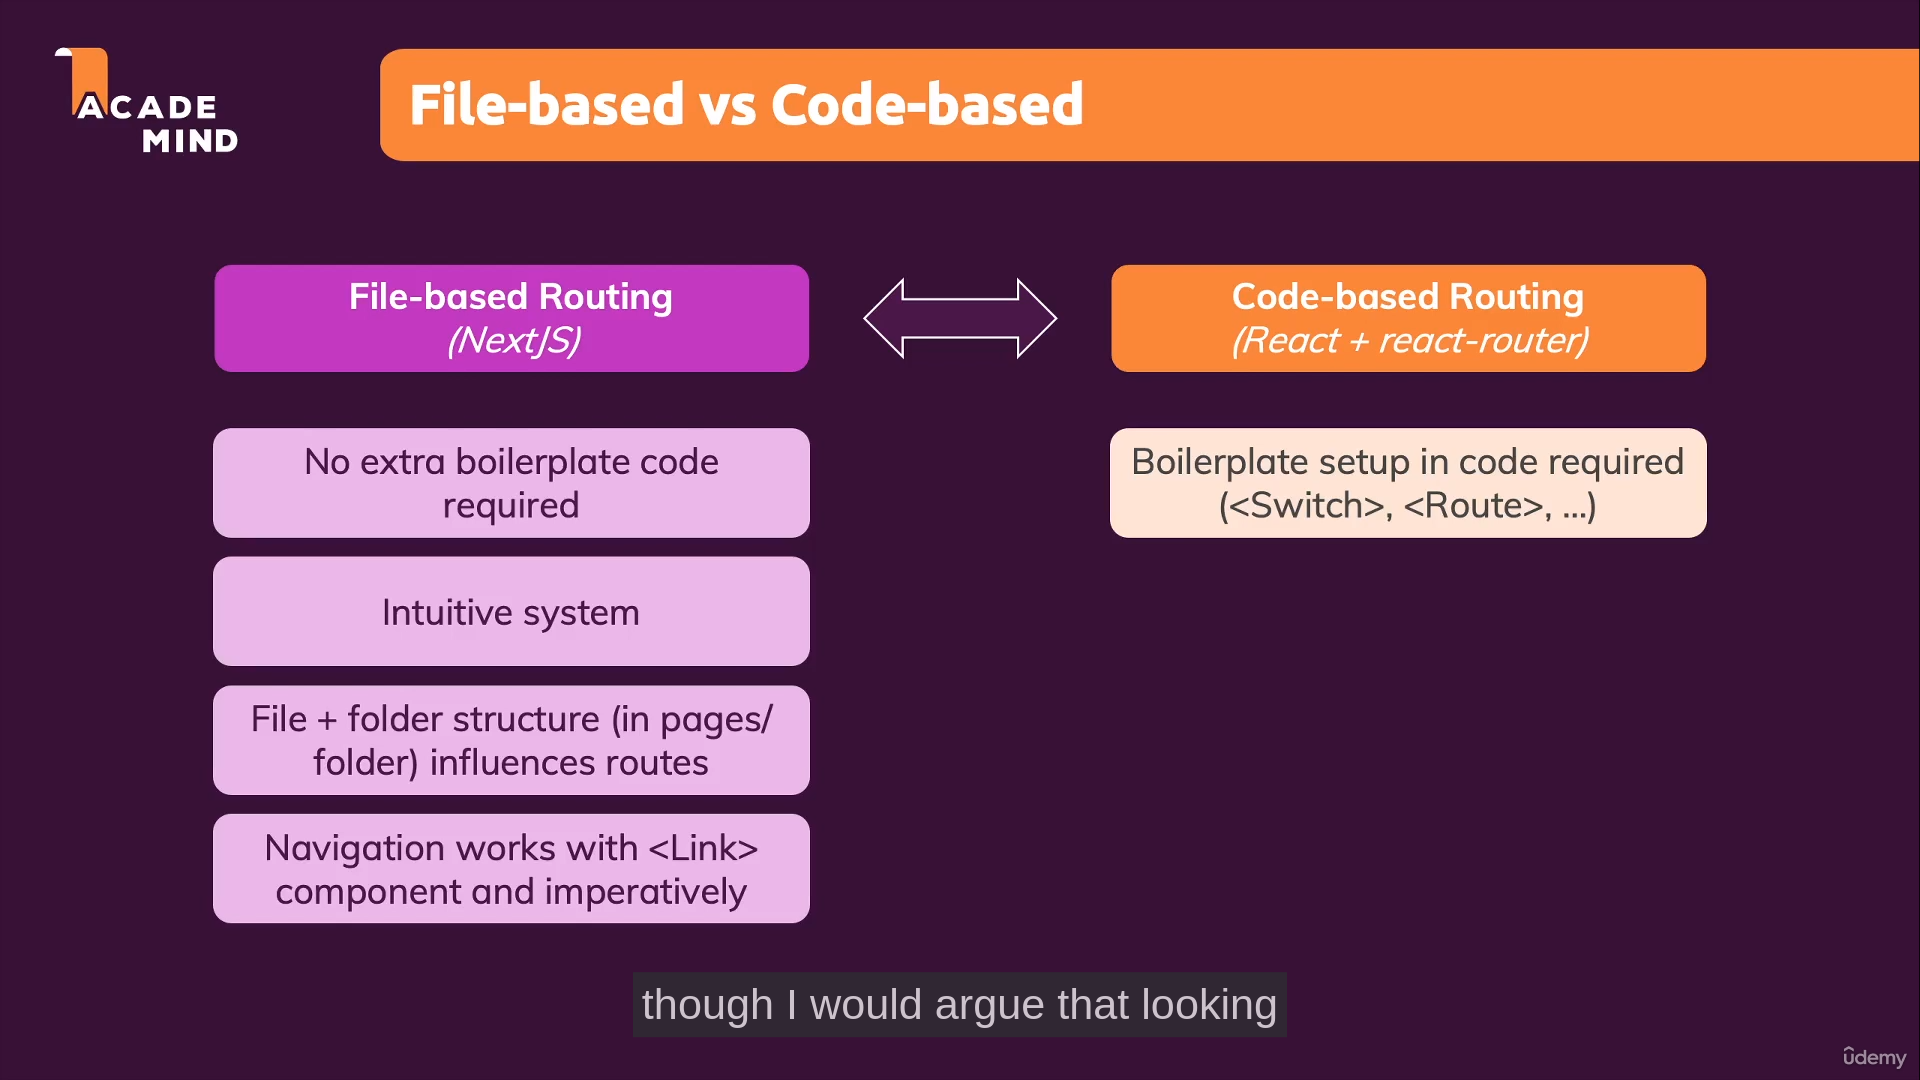 ACADE
MIND
File-based vs Code-based
File-based Routing
(NextJS)
Code-based Routing
(React + react-router)
No extra boilerplate code
required
Boilerplate setup in code required
(<Switch>, <Route>, ...)
Intuitive system
File + folder structure (in pages/
folder) influences routes
Navigation works with <Link>
component and imperatively
though I would argue that looking
ûdemy